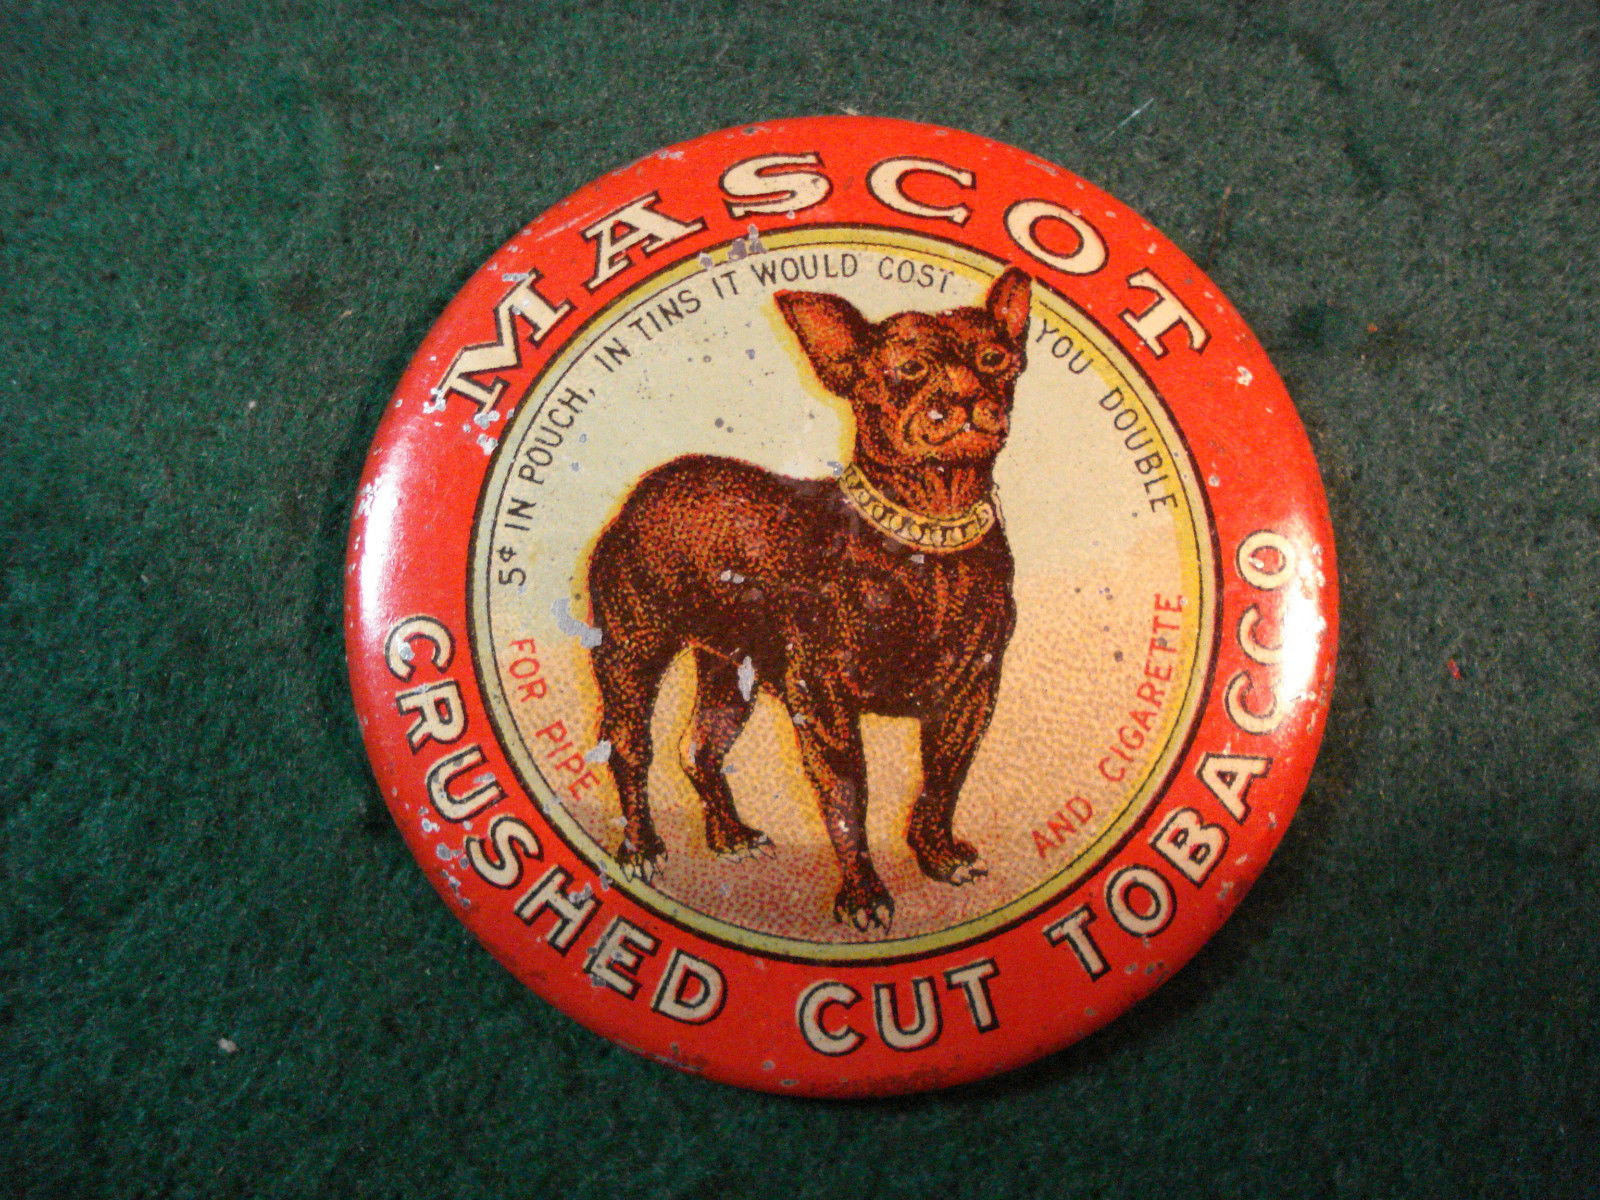 MASCOT
5¢ IN POUCH, IN TINS IT WOULD COST YOU DOUBLE
FOR PIPE AND CIGARETTE
CRUSHED CUT TOBACCO